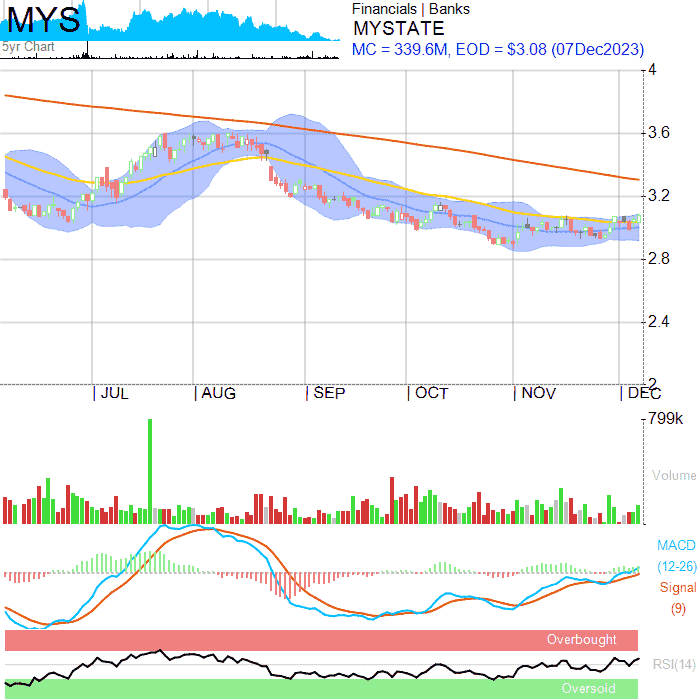 MYS
5yr Chart
Financials | Banks
MYSTATE
MC = 339.6M, EOD = $3.08 (07Dec2023)
4
3.6
3.2
2.8
2.4
2
JUL
AUG
SEP
OCT
NOV
DEC
799k
Volume
MACD
(12-26)
Signal
(9)
Overbought
RSI(14)
Oversold